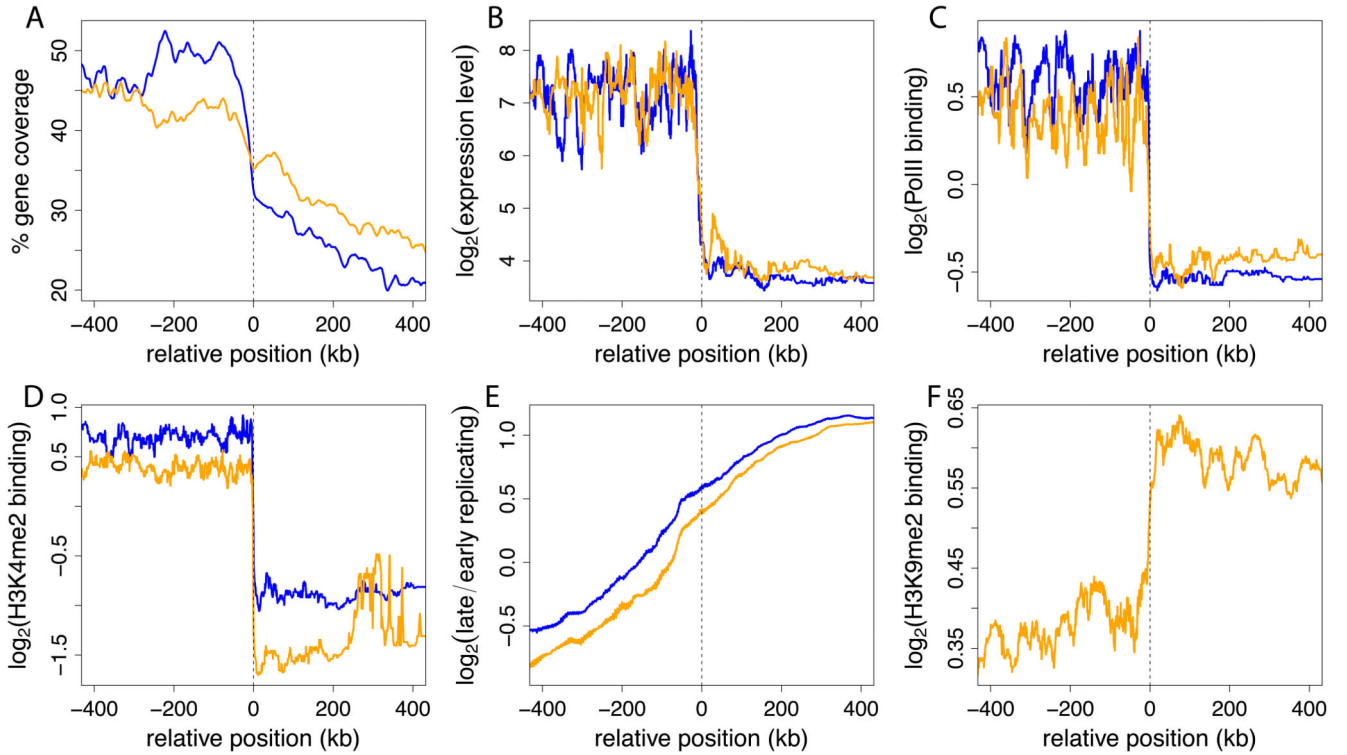 A
% gene coverage
50
40
30
20
−400 −200 0 200 400
relative position (kb)
B
log2(expression level)
8
7
6
5
4
−400 −200 0 200 400
relative position (kb)
C
log2(PolII binding)
0.5
0.0
−0.5
−400 −200 0 200 400
relative position (kb)
D
log2(H3K4me2 binding)
1.0
0.5
−0.5
−1.5
−400 −200 0 200 400
relative position (kb)
E
log2(late/early replicating)
1.0
0.5
0.0
−0.5
−400 −200 0 200 400
relative position (kb)
F
log2(H3K9me2 binding)
0.65
0.55
0.45
0.35
−400 −200 0 200 400
relative position (kb)